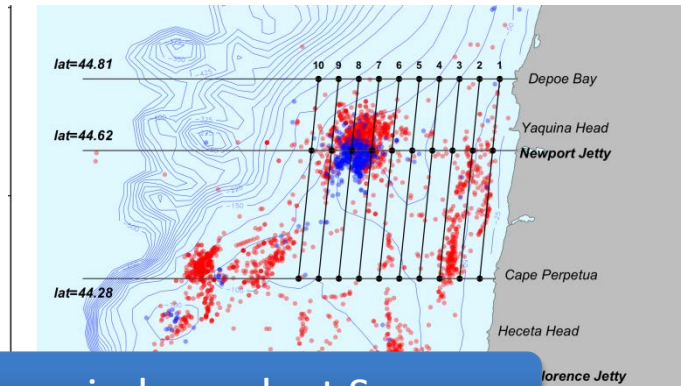 10 9 8 7 6 5 4 3 2 1
lat=44.81
Depoe Bay
Yaquina Head
lat=44.62
Newport Jetty
Cape Perpetua
lat=44.28
Heceta Head
lorence Jetty